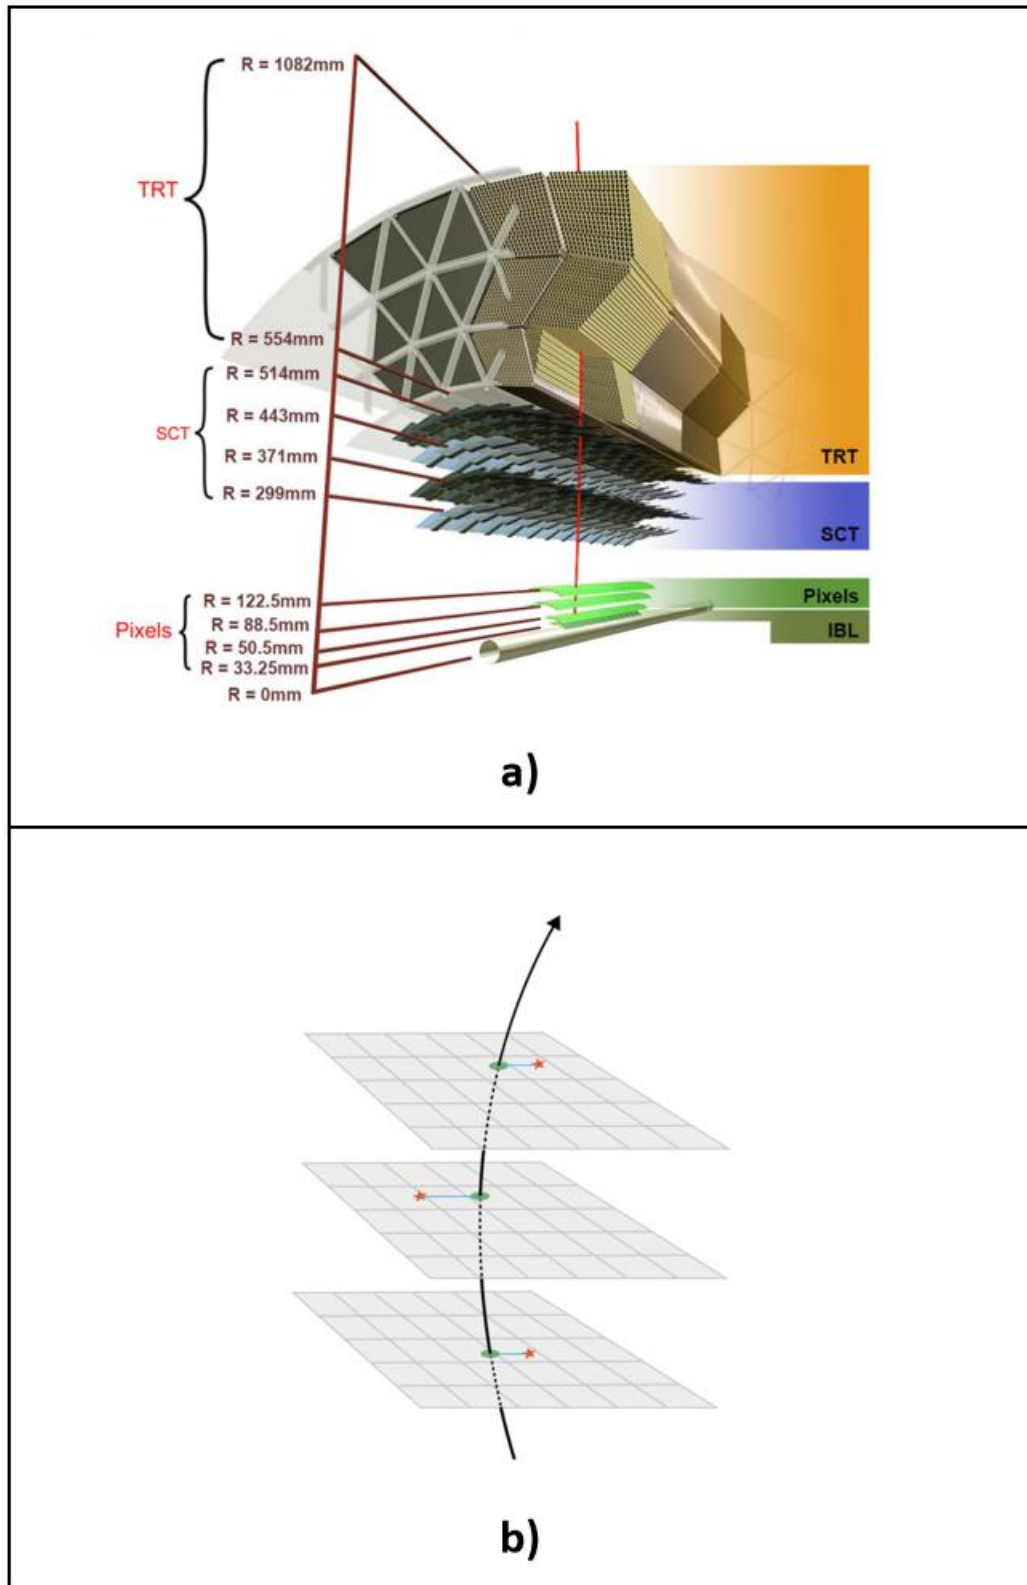 R = 1082mm
TRT
R = 554mm
R = 514mm
R = 443mm
SCT
R = 371mm
R = 299mm
TRT
SCT
R = 122.5mm
R = 88.5mm
Pixels
R = 50.5mm
R = 33.25mm
R = 0mm
Pixels
IBL
a)
b)